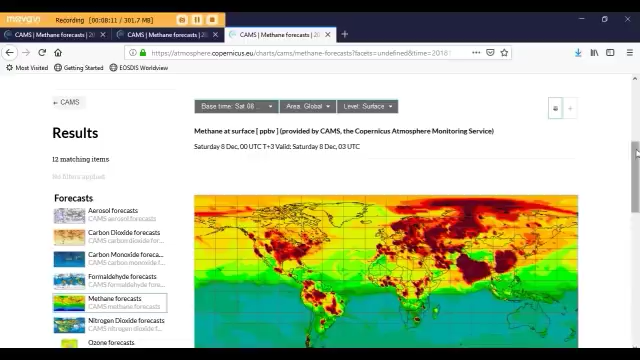 movavi
Recording | 00:08:11 | 301.7 MB
CAMS | Methane forecasts | 20
CAMS | Methane forecasts | 20
CAMS | Methane forecasts | 20
https://atmosphere.copernicus.eu/charts/cams/methane-forecasts?facets=undefined&time=20181
Most Visited
Getting Started
EOSDIS Worldview
← CAMS
Base time: Sat 08 ...
Area: Global
Level: Surface
Results
Methane at surface [ ppbv ] (provided by CAMS, the Copernicus Atmosphere Monitoring Service)
Saturday 8 Dec, 00 UTC T+3 Valid: Saturday 8 Dec, 03 UTC
12 matching items
No filters applied
Forecasts
Aerosol forecasts
CAMS aerosol forecasts
Carbon Dioxide forecasts
CAMS carbon dioxide for...
Carbon Monoxide forecas...
CAMS carbon monoxide f...
Formaldehyde forecasts
CAMS formaldehyde forec...
Methane forecasts
CAMS methane forecasts
Nitrogen Dioxide forecasts
CAMS nitrogen dioxide f...
Ozone forecasts